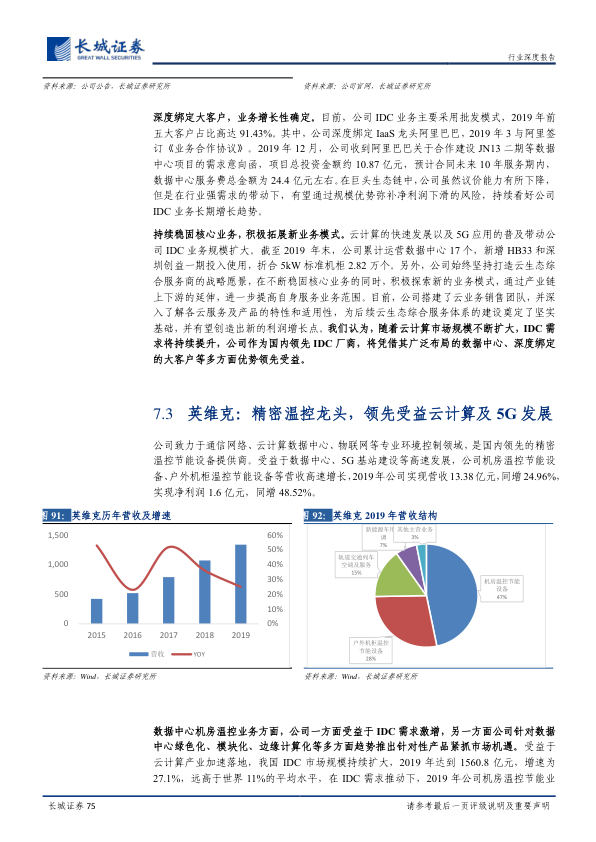 长城证券
GREAT WALL SECURITIES
行业深度报告
资料来源：公司公告，长城证券研究所
资料来源：公司官网，长城证券研究所
深度绑定大客户，业务增长性确定。目前，公司 IDC 业务主要采用批发模式，2019 年前
五大客户占比高达 91.43%。其中，公司深度绑定 IaaS 龙头阿里巴巴，2019 年 3 与阿里签
订《业务合作协议》。2019 年 12 月，公司收到阿里巴巴关于合作建设 JN13 二期等数据
中心项目的需求意向函，项目总投资金额约 10.87 亿元，预计合同未来 10 年服务期内，
数据中心服务费总金额为 24.4 亿元左右。在巨头生态链中，公司虽然议价能力有所下降，
但是在行业强需求的带动下，有望通过规模优势弥补净利润下滑的风险，持续看好公司
IDC 业务长期增长趋势。
持续稳固核心业务，积极拓展新业务模式。云计算的快速发展以及 5G 应用的普及带动公
司 IDC 业务规模扩大。截至 2019 年末，公司累计运营数据中心 17 个，新增 HB33 和深
圳创益一期投入使用，折合 5kW 标准机柜 2.82 万个。另外，公司始终坚持打造云生态综
合服务商的战略愿景，在不断稳固核心业务的同时，积极探索新的业务模式，通过产业链
上下游的延伸，进一步提高自身服务业务范围。目前，公司搭建了云业务销售团队，并深
入了解各云服务及产品的特性和适用性，为后续云生态综合服务体系的建设奠定了坚实
基础，并有望创造出新的利润增长点。我们认为，随着云计算市场规模不断扩大，IDC 需
求将持续提升，公司作为国内领先 IDC 厂商，将凭借其广泛布局的数据中心、深度绑定
的大客户等多方面优势领先受益。
7.3 英维克：精密温控龙头，领先受益云计算及 5G 发展
公司致力于通信网络、云计算数据中心、物联网等专业环境控制领域，是国内领先的精密
温控节能设备提供商。受益于数据中心、5G 基站建设等高速发展，公司机房温控节能设
备、户外机柜温控节能设备等营收高速增长，2019 年公司实现营收 13.38 亿元，同增 24.96%，
实现净利润 1.6 亿元，同增 48.52%。
图 91：英维克历年营收及增速
1,500
1,000
500
0
60%
50%
40%
30%
20%
10%
0%
2015 2016 2017 2018 2019
营收 YOY
资料来源：Wind，长城证券研究所
图 92：英维克 2019 年营收结构
新能源车用
调
7%
其他主营业务
3%
轨道交通列车
空调及服务
15%
机房温控节能
设备
47%
户外机柜温控
节能设备
28%
资料来源：Wind，长城证券研究所
数据中心机房温控业务方面，公司一方面受益于 IDC 需求激增，另一方面公司针对数据
中心绿色化、模块化、边缘计算化等多方面趋势推出针对性产品紧抓市场机遇。受益于
云计算产业加速落地，我国 IDC 市场规模持续扩大，2019 年达到 1560.8 亿元，增速为
27.1%，远高于世界 11%的平均水平，在 IDC 需求推动下，2019 年公司机房温控节能业
长城证券 75
请参考最后一页评级说明及重要声明